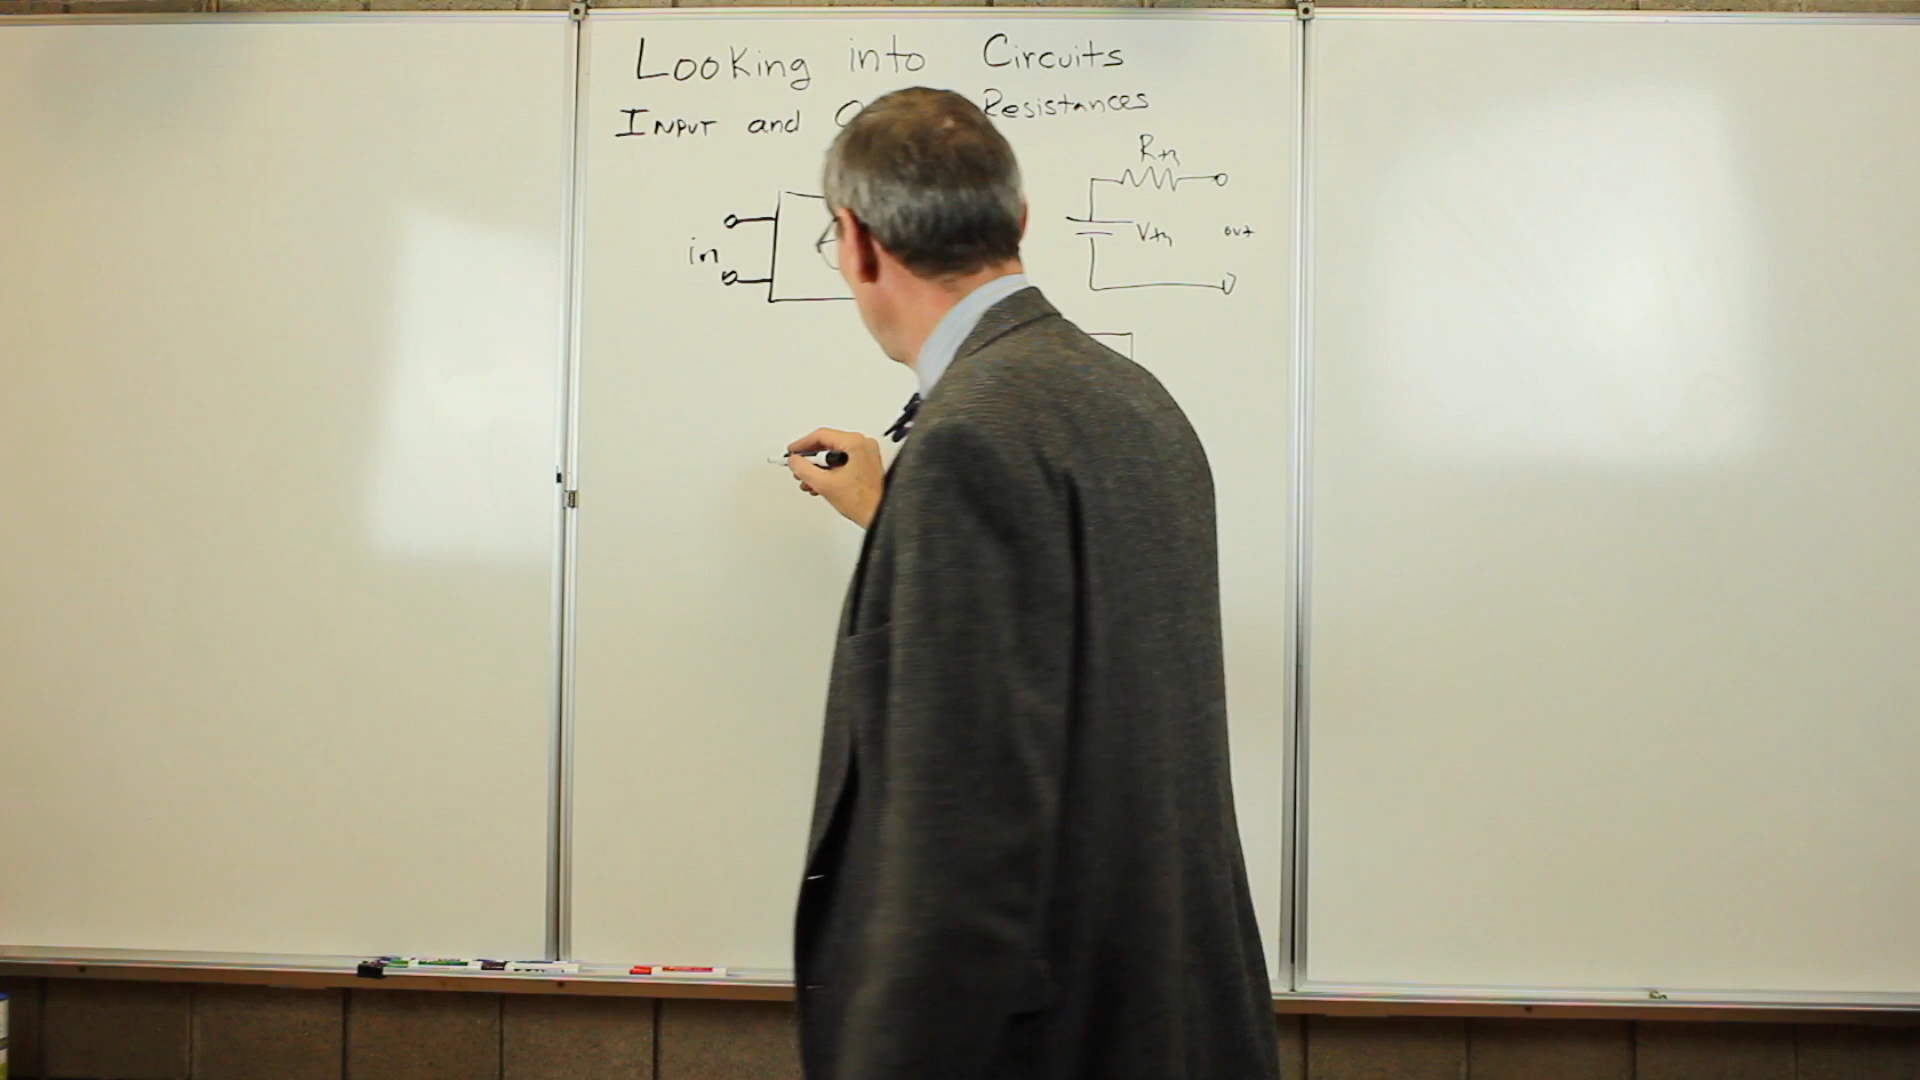 Looking into Circuits
Input and Resistances
Rth
in
Vth
out